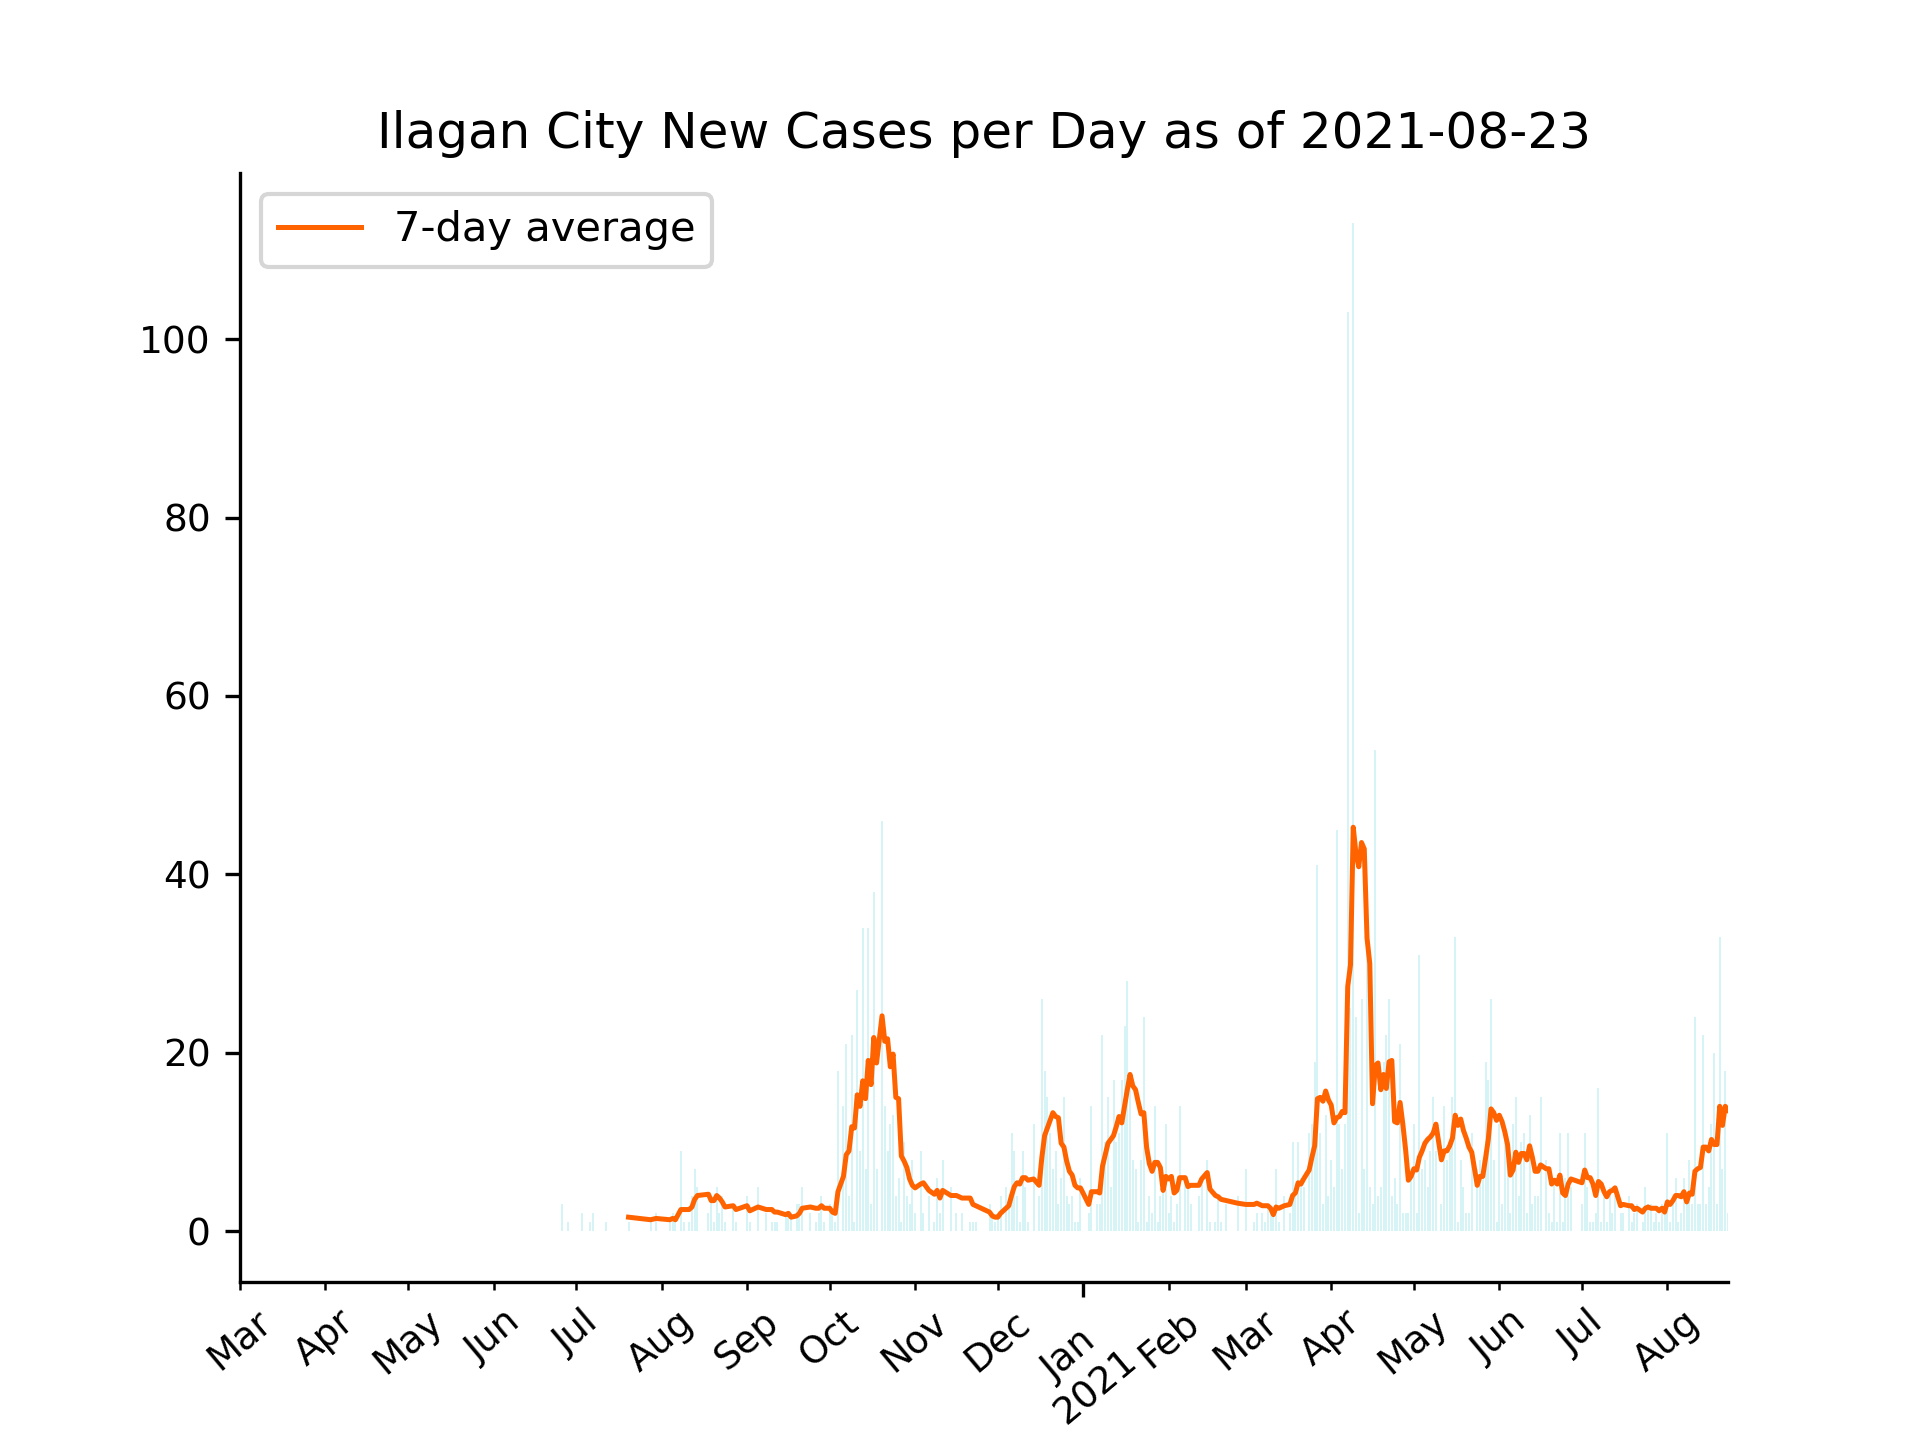 Ilagan City New Cases per Day as of 2021-08-23
7-day average
100
80
60
40
20
0
Mar Apr May Jun Jul Aug Sep Oct Nov Dec Jan Feb Mar Apr May Jun Jul Aug
2021